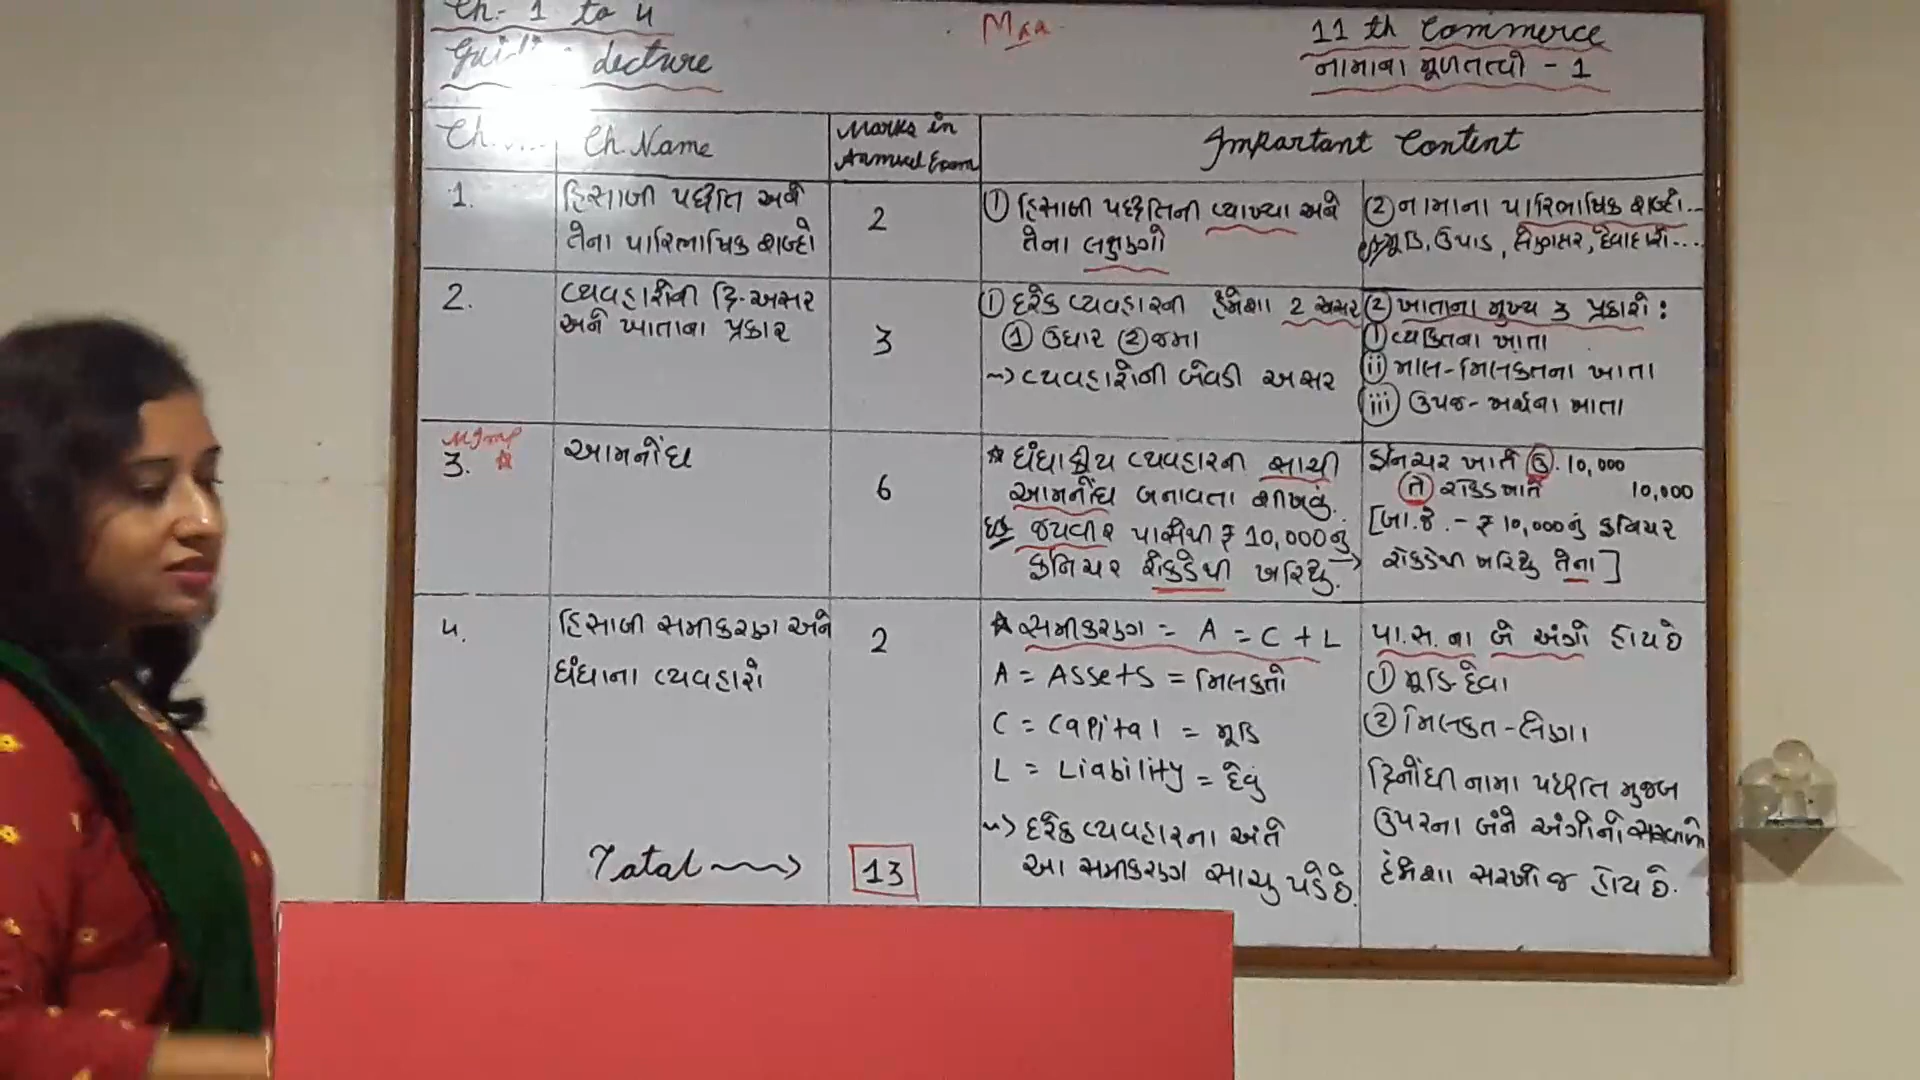 Ch. 1 to 4
Lecture
Maa
11 th Commerce
નામાના મૂળતત્વો - 1
Ch.
Ch. Name
Marks in
Annual Exam
Important Content
1.
હિસાબી પધ્ધતિ અને
તેના પારિભાષિક શબ્દો
2
① હિસાબી પધ્ધતિની વ્યાખ્યા અને
તેના લક્ષણો
② નામાના પારિભાષિક શબ્દો...
મૂડિ, ઉપાડ, લેણાસર, દેવાદારો...
2.
વ્યવહારોની દ્વિ-અસર
અને ખાતાના પ્રકાર
3
① દરેક વ્યવહારની હંમેશા 2 અસર
① ઉધાર ② જમા
~> વ્યવહારોની બેવડી અસર
② ખાતાના મુખ્ય 3 પ્રકારો :
① વ્યક્તિના ખાતા
ⅱ માલ-મિલકતના ખાતા
ⅲ ઉપજ-ખર્ચના ખાતા
3. ☆
આમનોંધ
6
★ ધંધાકીય વ્યવહારની સાચી
આમનોંધ બનાવતા શીખવું.
જયવીર પાસેથી ₹ 10,000નું
ફર્નિચર રોકડેથી ખરિદ્યુ.
ફર્નિચર ખાતે ઉ. 10,000
તે રોકડ ખાતે 10,000
[બા.જે. - ₹ 10,000નું ફર્નિચર
રોકડેથી ખરિદ્યુ તેના]
4.
હિસાબી સમીકરણ અને
ધંધાના વ્યવહારો
2
★ સમીકરણ = A = C + L
A = Assets = મિલકતો
C = Capital = મૂડિ
L = Liability = દેવું
~> દરેક વ્યવહારના અંતે
આ સમીકરણ સાચુ પડે છે.
પા.સ. ના બે અંગો હોય છે
① મૂડિ-દેવા
② મિલકત-લેણા
દ્વિનોંધી નામા પધ્ધતિ મુજબ
ઉપરના બંને અંગોનો સરવાળો
હંમેશા સરખો જ હોય છે.
Total ~~> 13